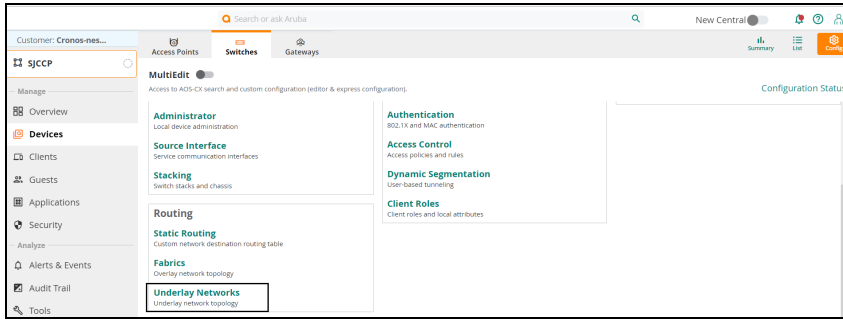 Search or ask Aruba
New Central
Customer: Cronos-nes...
Access Points
Switches
Gateways
Summary
List
Config
SJCCP
MultiEdit
Access to AOS-CX search and custom configuration (editor & express configuration).
Configuration Status
Manage
Overview
Devices
Clients
Guests
Applications
Security
Analyze
Alerts & Events
Audit Trail
Tools
Administrator
Local device administration
Source Interface
Service communication interfaces
Stacking
Switch stacks and chassis
Routing
Static Routing
Custom network destination routing table
Fabrics
Overlay network topology
Underlay Networks
Underlay network topology
Authentication
802.1X and MAC authentication
Access Control
Access policies and rules
Dynamic Segmentation
User-based tunneling
Client Roles
Client roles and local attributes